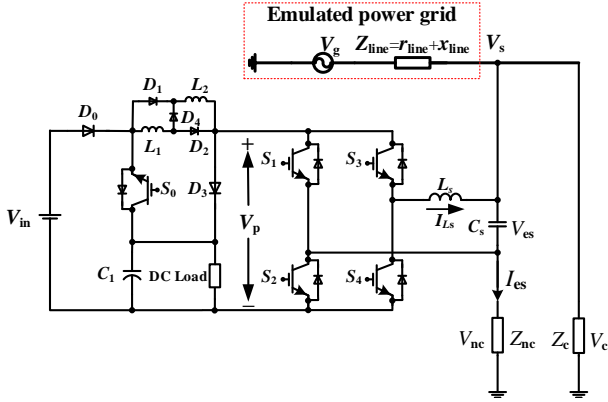 Emulated power grid
Vg
Zline=rline+xline
Vs
D1
L2
D0
D4
L1
D2
S0
D3
Vin
C1
DC Load
+
Vp
−
S1
S3
S2
S4
Ls
ILs
Cs
Ves
Ies
Vnc
Znc
Zc
Vc